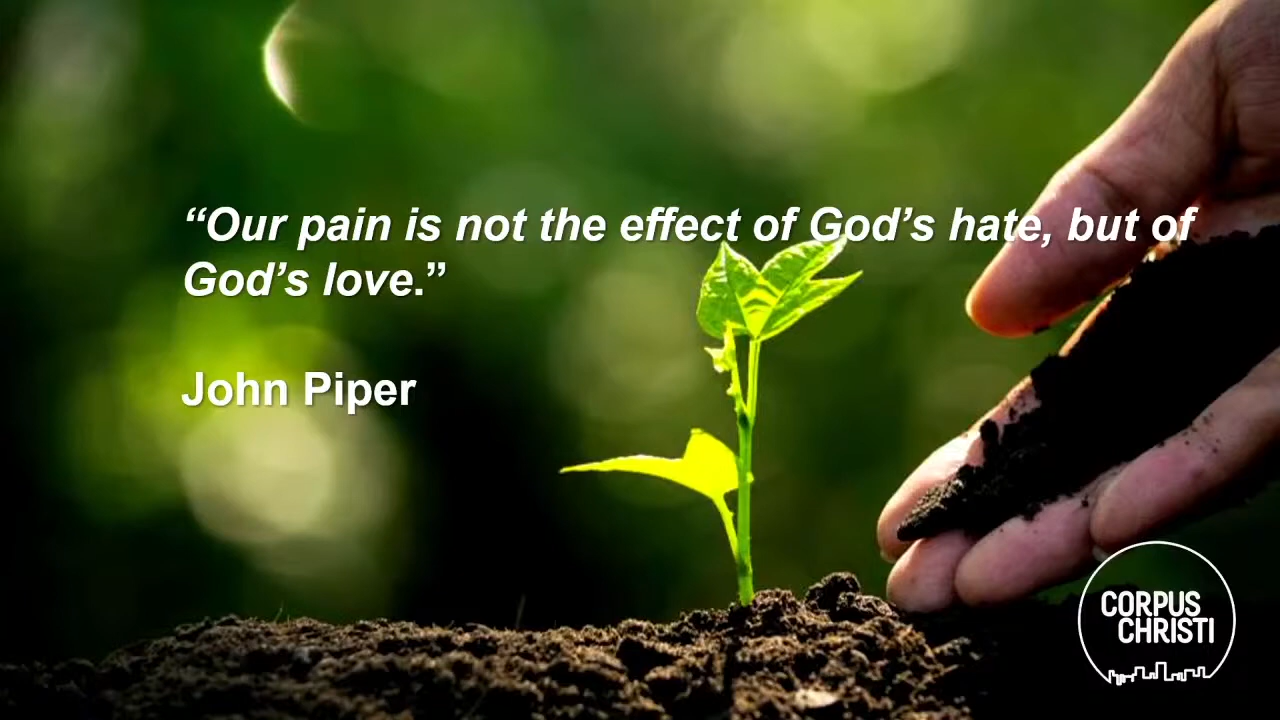 “Our pain is not the effect of God’s hate, but of
God’s love.”
John Piper
CORPUS
CHRISTI